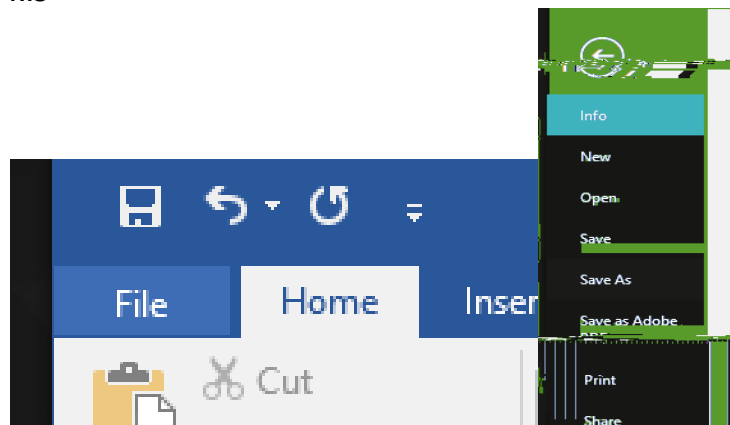 File Home Inser
Cut
Info
New
Open
Save
Save As
Save as Adobe
Print
Share